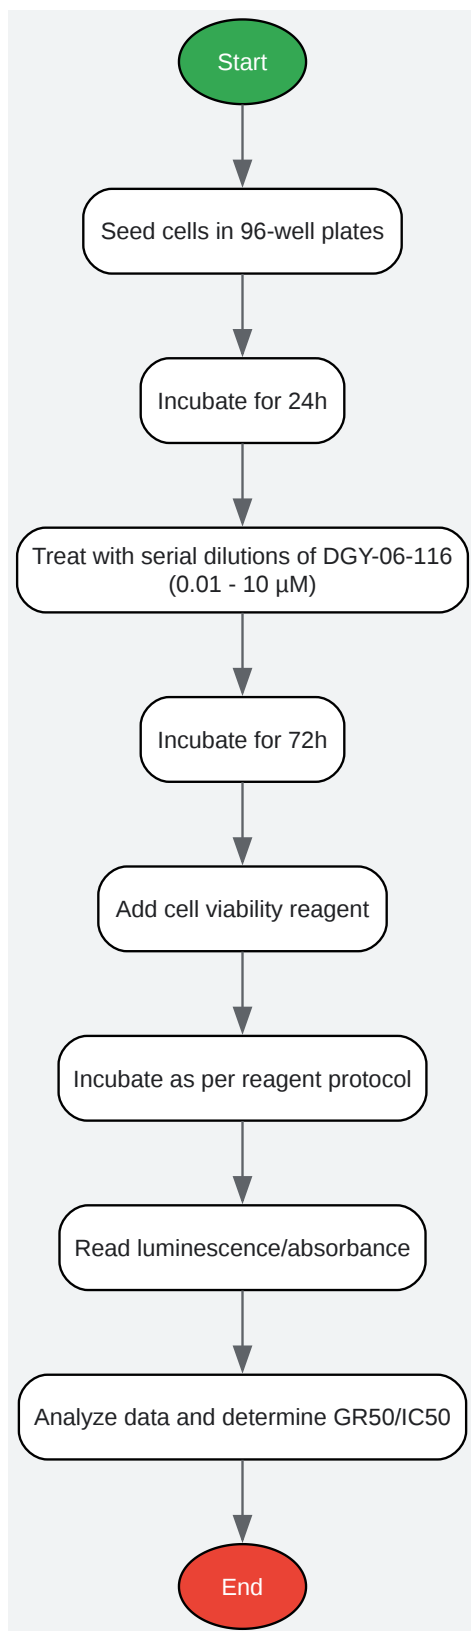 Start
Seed cells in 96-well plates
Incubate for 24h
Treat with serial dilutions of DGY-06-116
(0.01 - 10 µM)
Incubate for 72h
Add cell viability reagent
Incubate as per reagent protocol
Read luminescence/absorbance
Analyze data and determine GR50/IC50
End